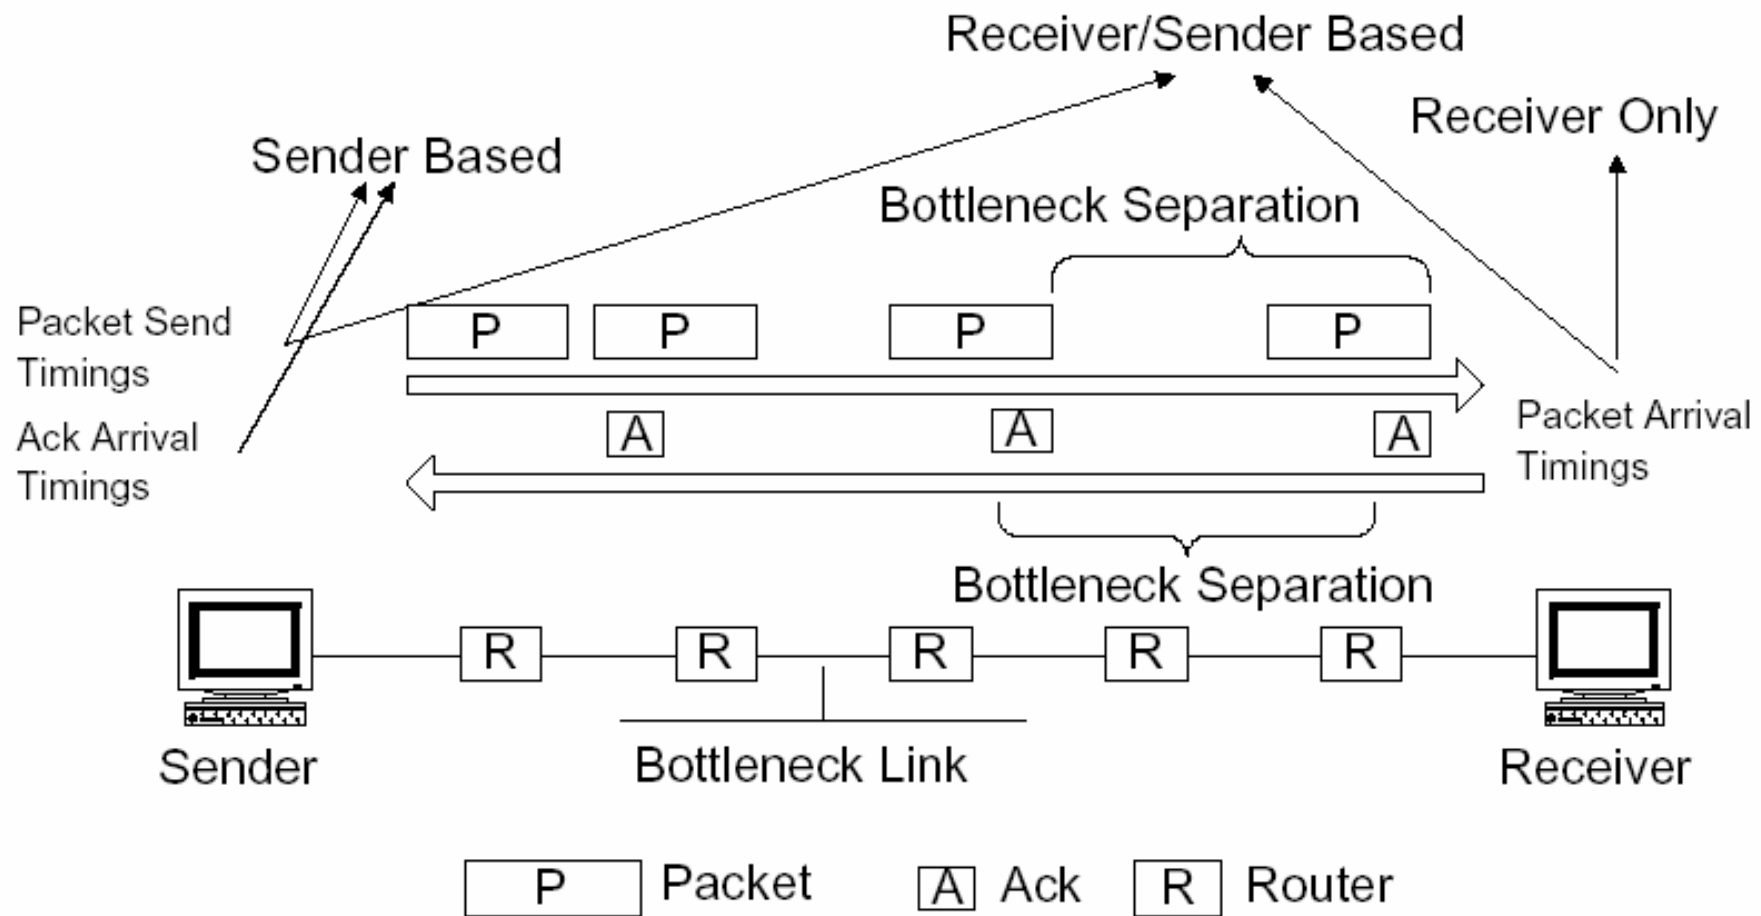 Receiver/Sender Based
Receiver Only
Sender Based
Bottleneck Separation
Packet Send
Timings
P P P P
Ack Arrival
Timings
A A A
Packet Arrival
Timings
Bottleneck Separation
R R R R R
Sender
Bottleneck Link
Receiver
P Packet A Ack R Router